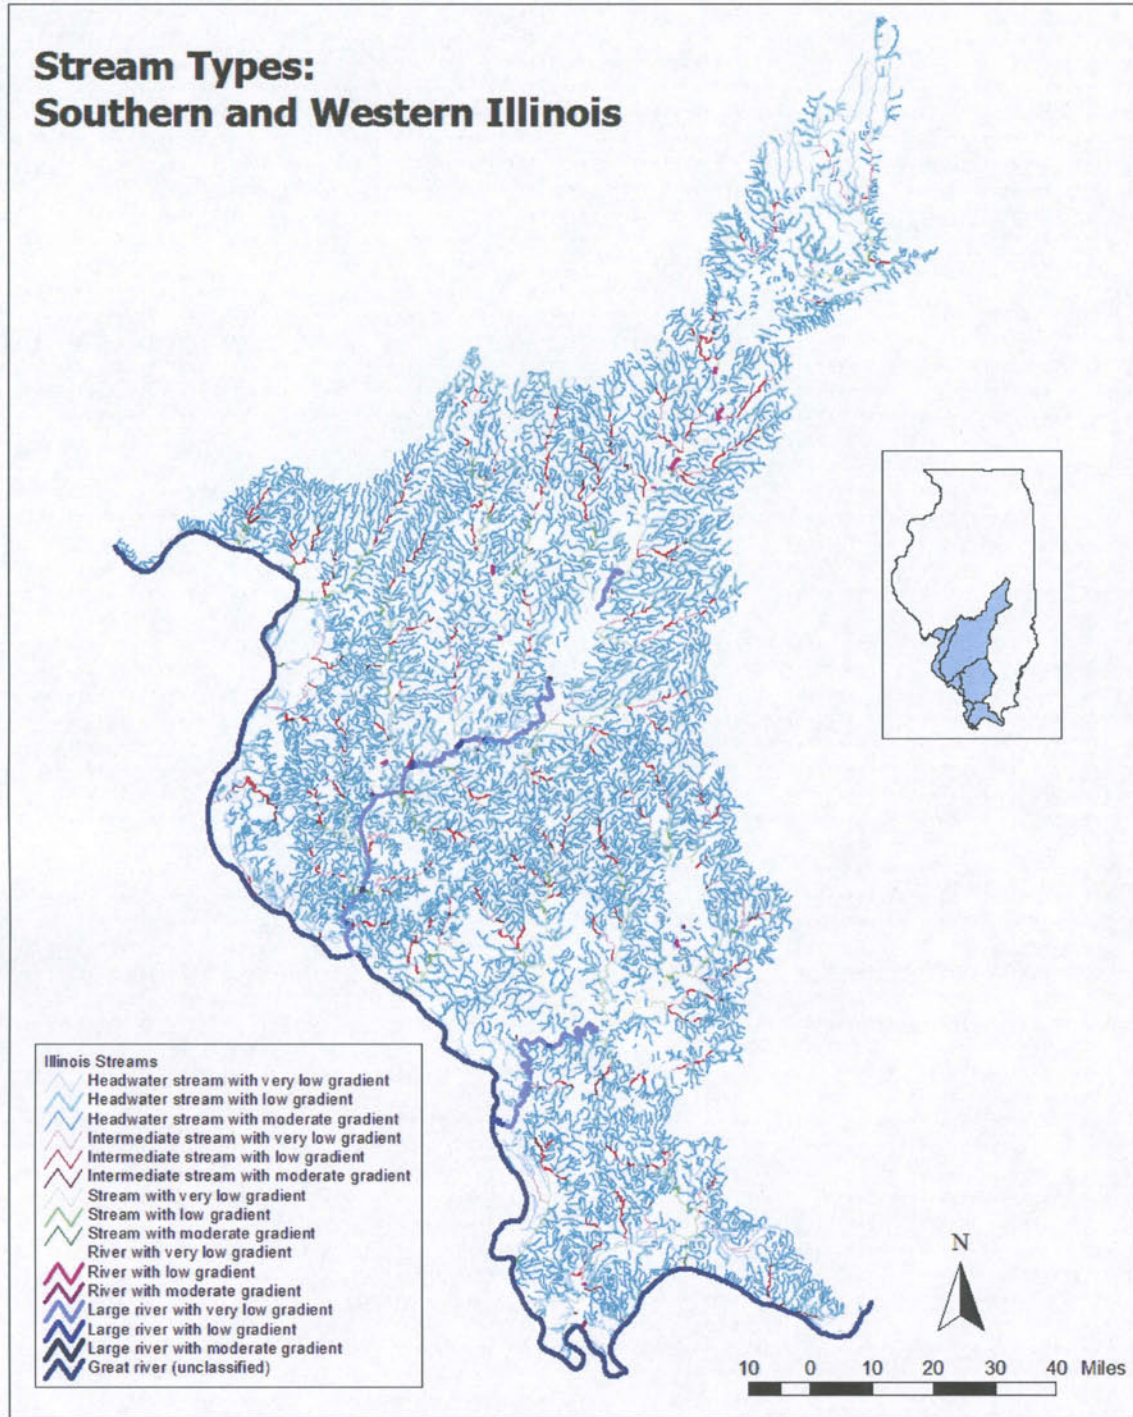 Stream Types:
Southern and Western Illinois
Illinois Streams
Headwater stream with very low gradient
Headwater stream with low gradient
Headwater stream with moderate gradient
Intermediate stream with very low gradient
Intermediate stream with low gradient
Intermediate stream with moderate gradient
Stream with very low gradient
Stream with low gradient
Stream with moderate gradient
River with very low gradient
River with low gradient
River with moderate gradient
Large river with very low gradient
Large river with low gradient
Large river with moderate gradient
Great river (unclassified)
N
10 0 10 20 30 40 Miles